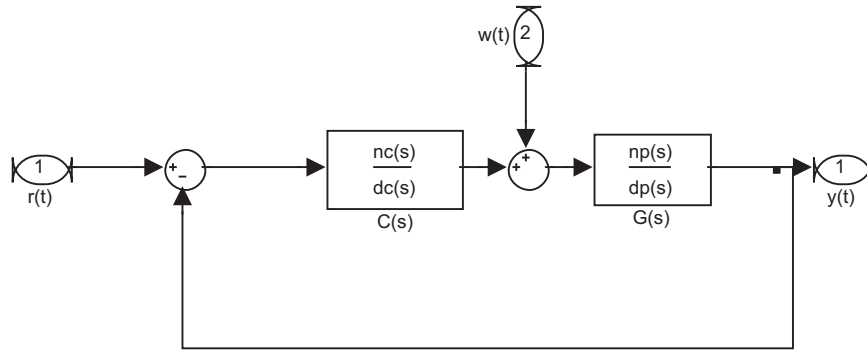 w(t)
2
1
r(t)
+
−
nc(s)
dc(s)
C(s)
+
+
np(s)
dp(s)
G(s)
1
y(t)